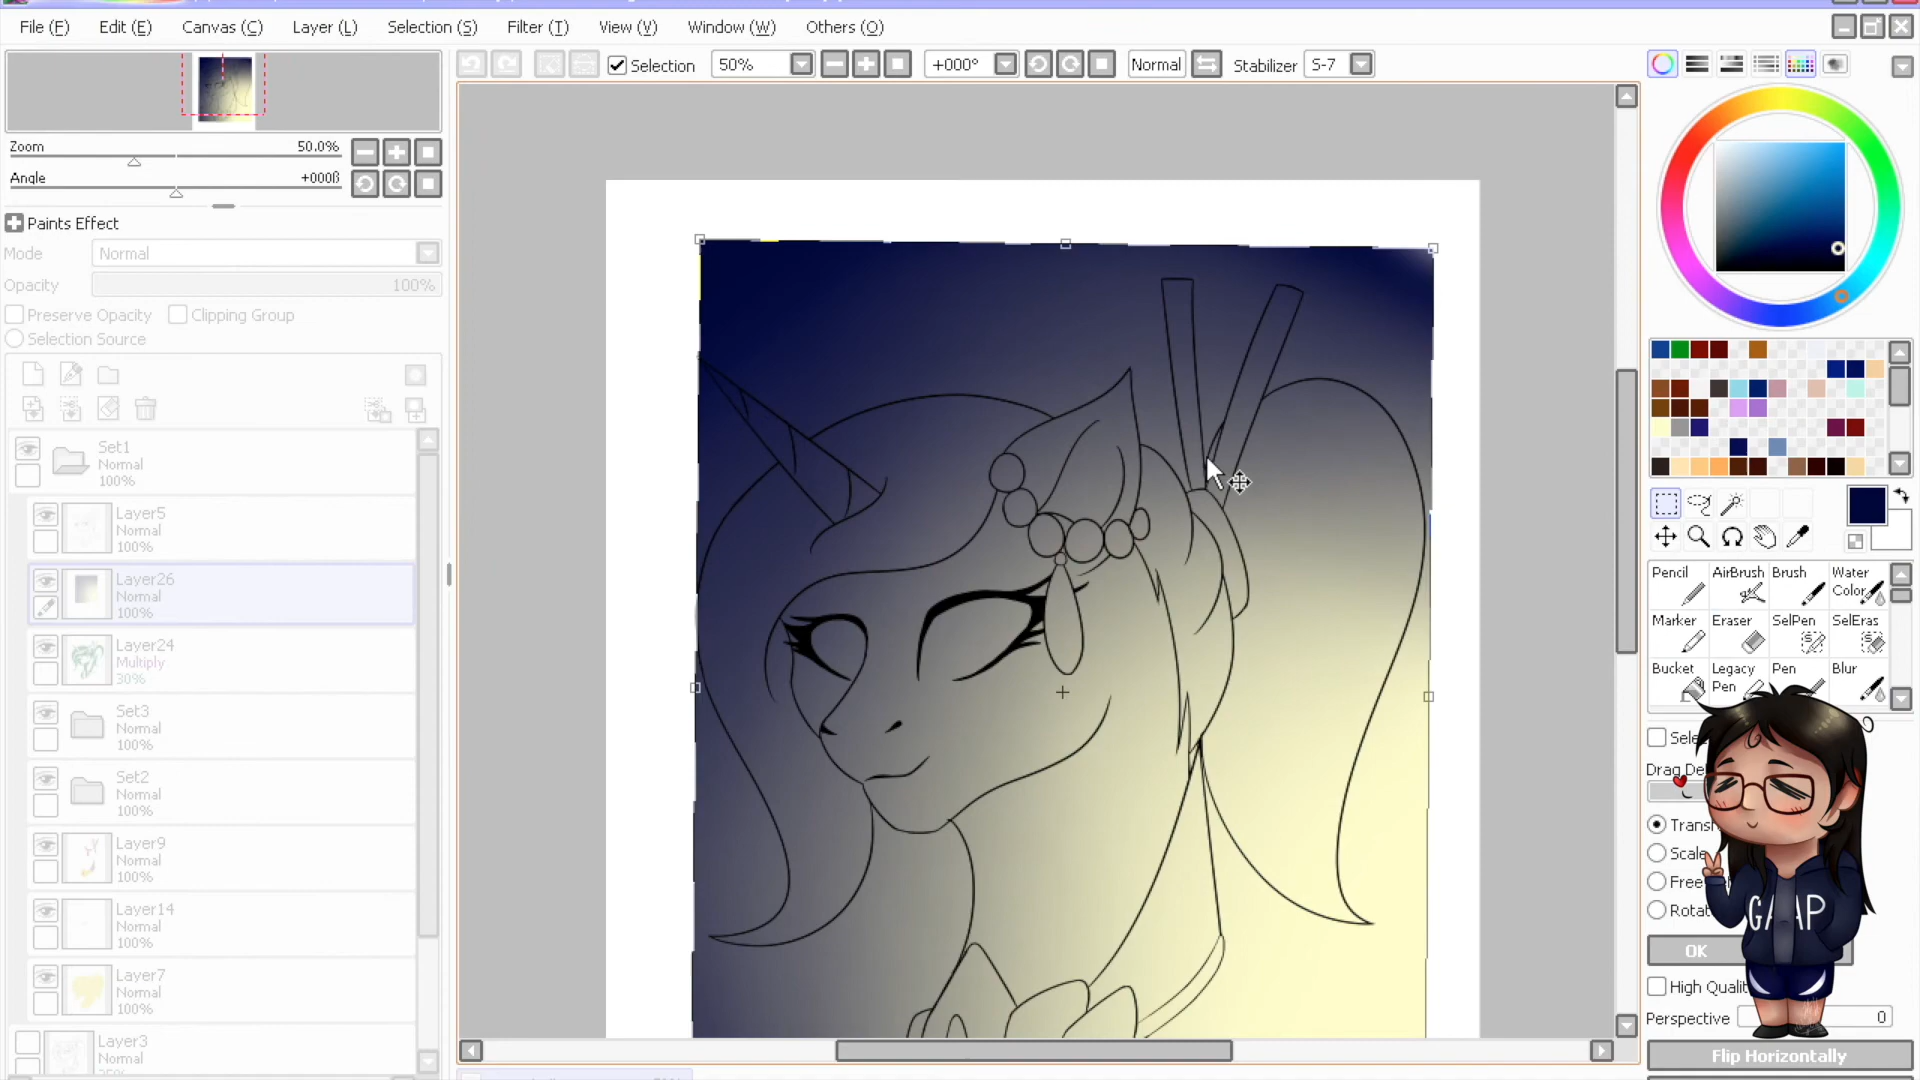 File (F) Edit (E) Canvas (C) Layer (L) Selection (S) Filter (T) View (V) Window (W) Others (O)
Selection 50% +000° Normal Stabilizer S-7
Zoom 50.0%
Angle +000ß
Paints Effect
Mode Normal
Opacity 100%
Preserve Opacity Clipping Group
Selection Source
Set1
Normal
100%
Layer5
Normal
100%
Layer26
Normal
100%
Layer24
Multiply
30%
Set3
Normal
100%
Set2
Normal
100%
Layer9
Normal
100%
Layer14
Normal
100%
Layer7
Normal
100%
Layer3
Normal
Pencil AirBrush Brush Water Color
Marker Eraser SelPen SelEras
Bucket Legacy Pen Pen Blur
Drag De
Scale
Free
OK
GAAP
High Qualit
Perspective 0
Flip Horizontally